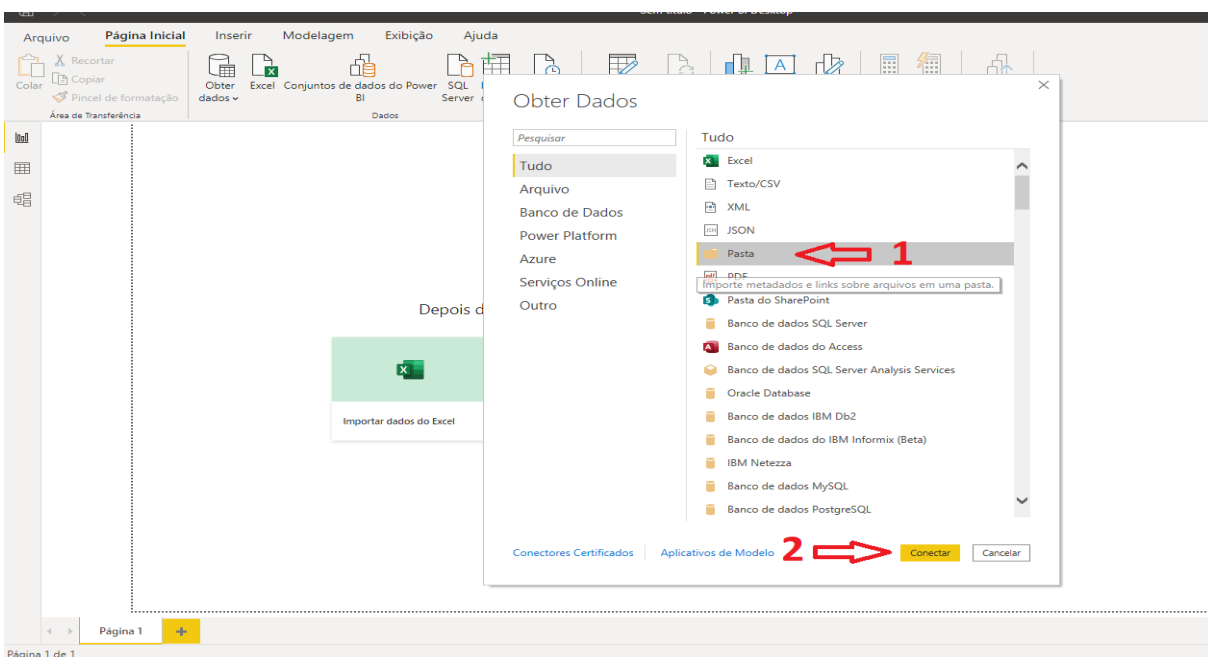 Sem título - Power BI Desktop
Arquivo Página Inicial Inserir Modelagem Exibição Ajuda
Colar
Recortar
Copiar
Pincel de formatação
Área de Transferência
Obter dados
Excel
Conjuntos de dados do Power BI
SQL Server
Dados
Obter Dados
Pesquisar
Tudo
Arquivo
Banco de Dados
Power Platform
Azure
Serviços Online
Outro
Tudo
Excel
Texto/CSV
XML
JSON
Pasta
1
PDF
Importe metadados e links sobre arquivos em uma pasta.
Pasta do SharePoint
Banco de dados SQL Server
Banco de dados do Access
Banco de dados SQL Server Analysis Services
Oracle Database
Banco de dados IBM Db2
Banco de dados do IBM Informix (Beta)
IBM Netezza
Banco de dados MySQL
Banco de dados PostgreSQL
Conectores Certificados
Aplicativos de Modelo
2
Conectar
Cancelar
Depois d
Importar dados do Excel
Página 1
Página 1 de 1